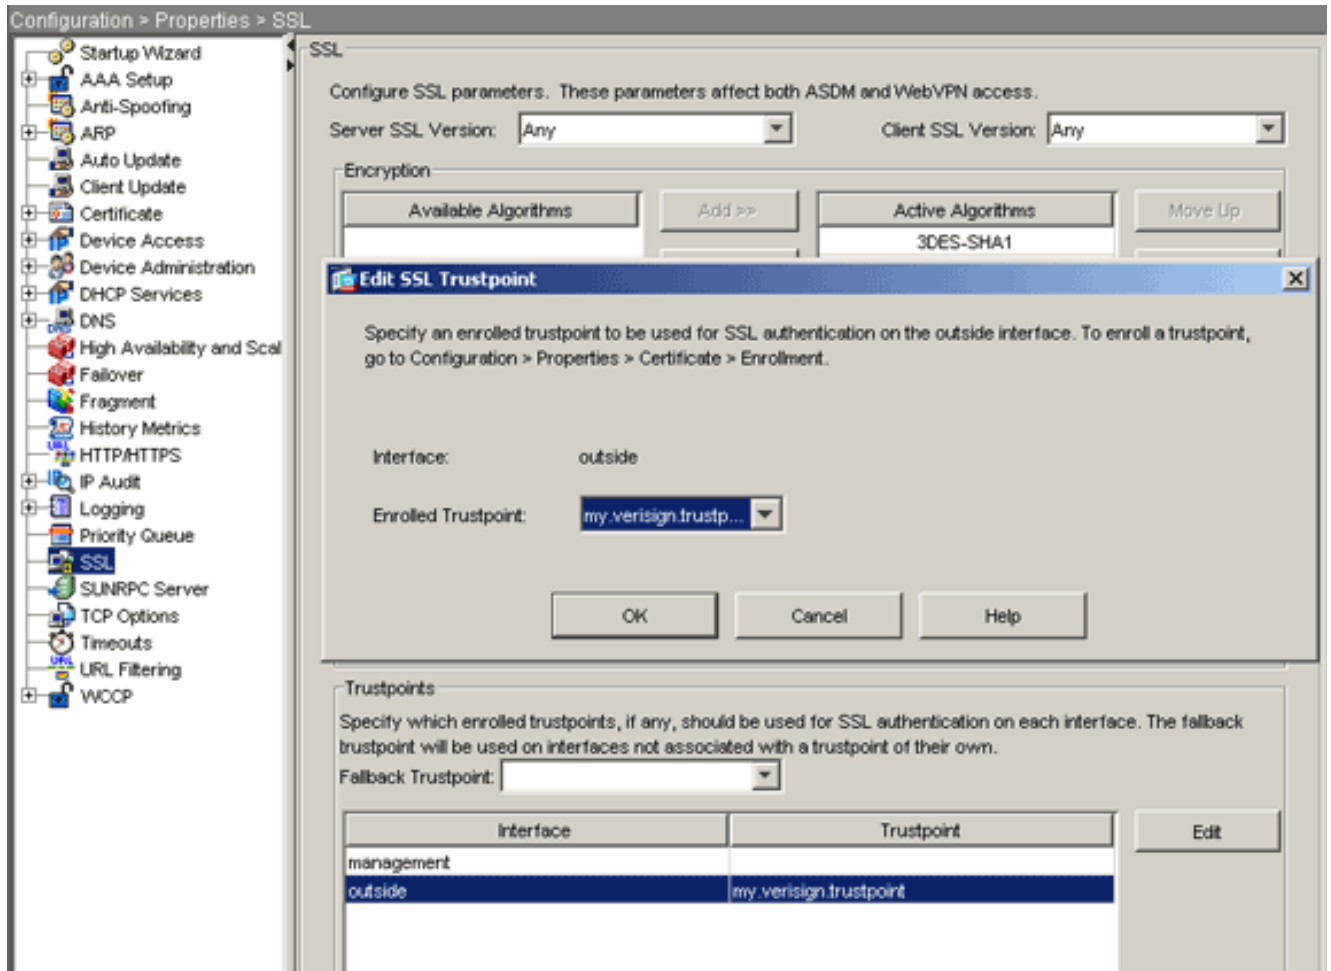 Configuration > Properties > SSL
Startup Wizard
AAA Setup
Anti-Spoofing
ARP
Auto Update
Client Update
Certificate
Device Access
Device Administration
DHCP Services
DNS
High Availability and Scal
Failover
Fragment
History Metrics
HTTP/HTTPS
IP Audit
Logging
Priority Queue
SSL
SUNRPC Server
TCP Options
Timeouts
URL Filtering
WCCP
SSL
Configure SSL parameters. These parameters affect both ASDM and WebVPN access.
Server SSL Version: Any Client SSL Version: Any
Encryption
Available Algorithms Add >> Active Algorithms Move Up
3DES-SHA1
Edit SSL Trustpoint
Specify an enrolled trustpoint to be used for SSL authentication on the outside interface. To enroll a trustpoint,
go to Configuration > Properties > Certificate > Enrollment.
Interface: outside
Enrolled Trustpoint: my.verisign.trustp...
OK Cancel Help
Trustpoints
Specify which enrolled trustpoints, if any, should be used for SSL authentication on each interface. The fallback
trustpoint will be used on interfaces not associated with a trustpoint of their own.
Fallback Trustpoint:
Interface Trustpoint Edit
management
outside my.verisign.trustpoint